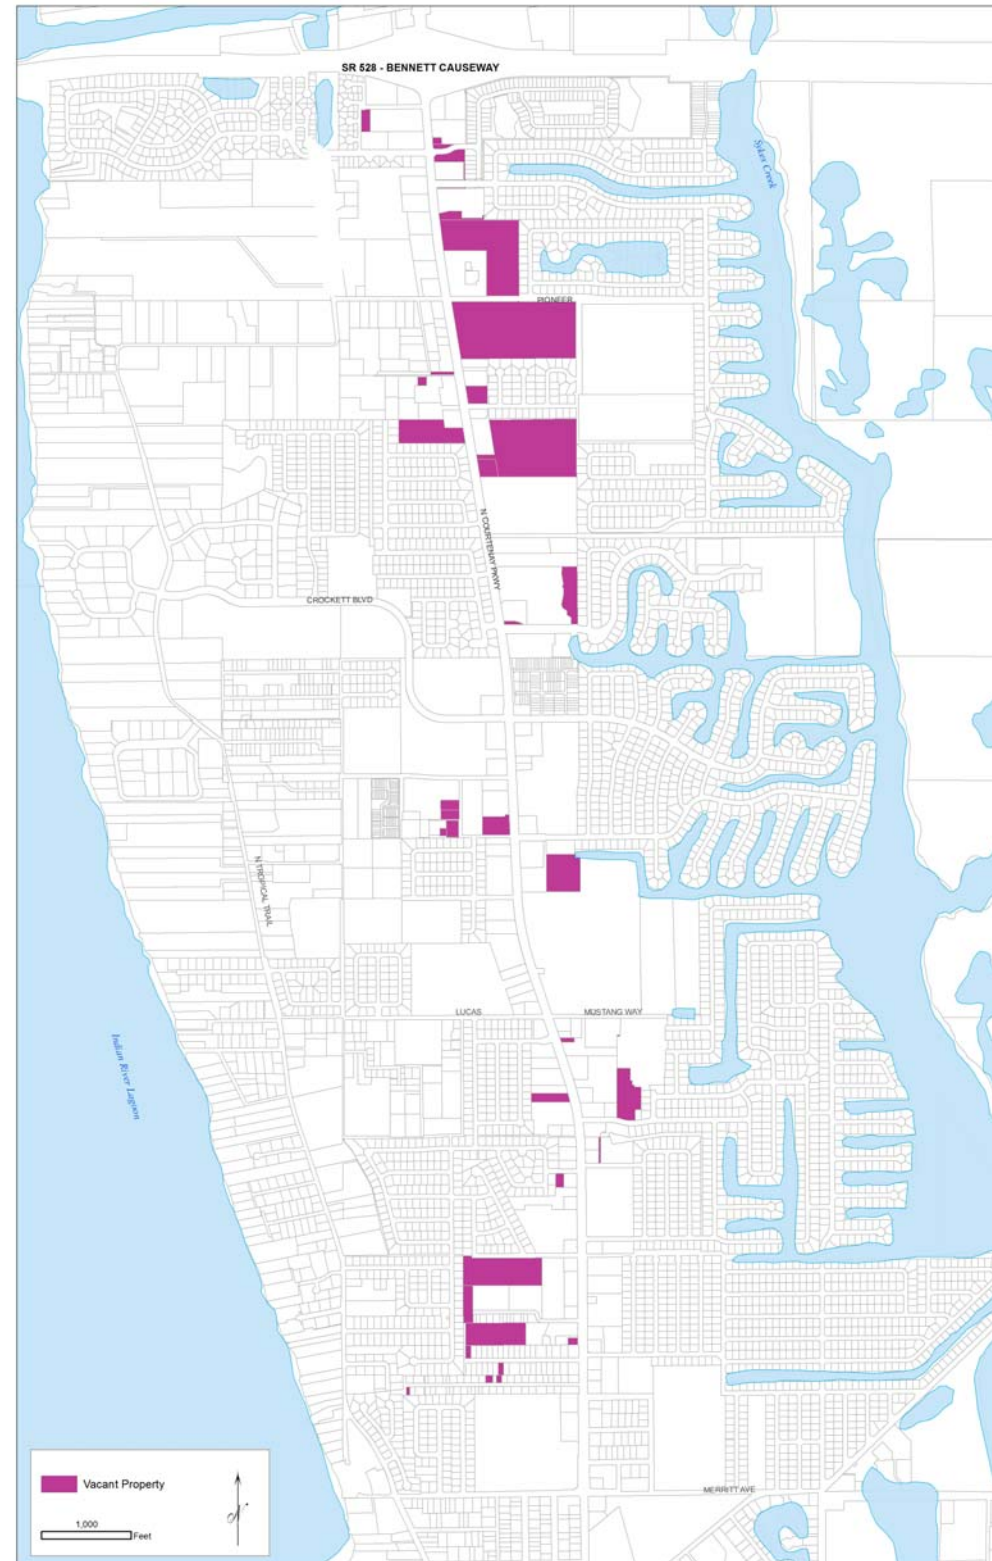 SR 528 - BENNETT CAUSEWAY
Sykes Creek
PIONEER
N COURTENAY PKWY
CROCKETT BLVD
N TROPICAL TRAIL
LUCAS
MUSTANG WAY
Indian River Lagoon
Vacant Property
1,000
Feet
N
MERRITT AVE